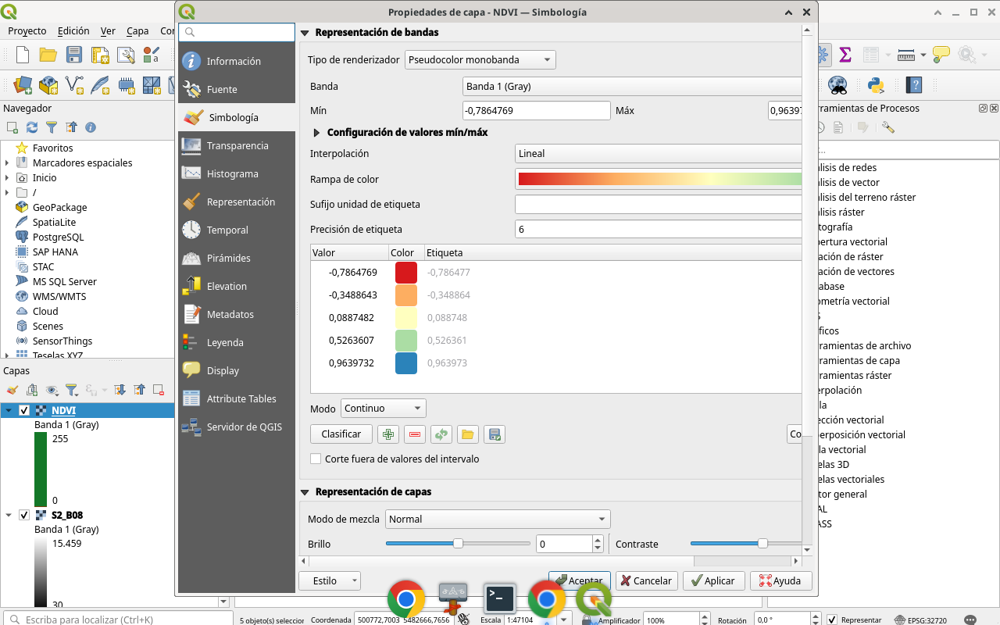 Propiedades de capa - NDVI — Simbología
Proyecto Edición Ver Capa
Navegador
Favoritos
Marcadores espaciales
Inicio
/
GeoPackage
SpatiaLite
PostgreSQL
SAP HANA
STAC
MS SQL Server
WMS/WMTS
Cloud
Scenes
SensorThings
Teselas XYZ
Capas
NDVI
Banda 1 (Gray)
255
0
S2_B08
Banda 1 (Gray)
15.459
30
Información
Fuente
Simbología
Transparencia
Histograma
Representación
Temporal
Pirámides
Elevation
Metadatos
Leyenda
Display
Attribute Tables
Servidor de QGIS
Representación de bandas
Tipo de renderizador Pseudocolor monobanda
Banda Banda 1 (Gray)
Mín -0,7864769 Máx 0,96397
Configuración de valores mín/máx
Interpolación Lineal
Rampa de color
Sufijo unidad de etiqueta
Precisión de etiqueta 6
Valor Color Etiqueta
-0,7864769 -0,786477
-0,3488643 -0,348864
0,0887482 0,088748
0,5263607 0,526361
0,9639732 0,963973
Modo Continuo
Clasificar Co
Corte fuera de valores del intervalo
Representación de capas
Modo de mezcla Normal
Brillo 0 Contraste
Estilo Aceptar Cancelar Aplicar Ayuda
rramientas de Procesos
álisis de redes
álisis de vector
álisis del terreno ráster
álisis ráster
tografía
bertura vectorial
ación de ráster
ación de vectores
abase
ometría vectorial
S
ficos
rramientas de archivo
rramientas de capa
rramientas ráster
erpolación
la
ección vectorial
erposición vectorial
la vectorial
elas 3D
elas vectoriales
tor general
AL
ASS
Escriba para localizar (Ctrl+K) 5 objeto(s) seleccion Coordenada 500772,7003 5482666,7656 Escala 1:47104 Amplificador 100% Rotación 0,0 ° Representar EPSG:32720